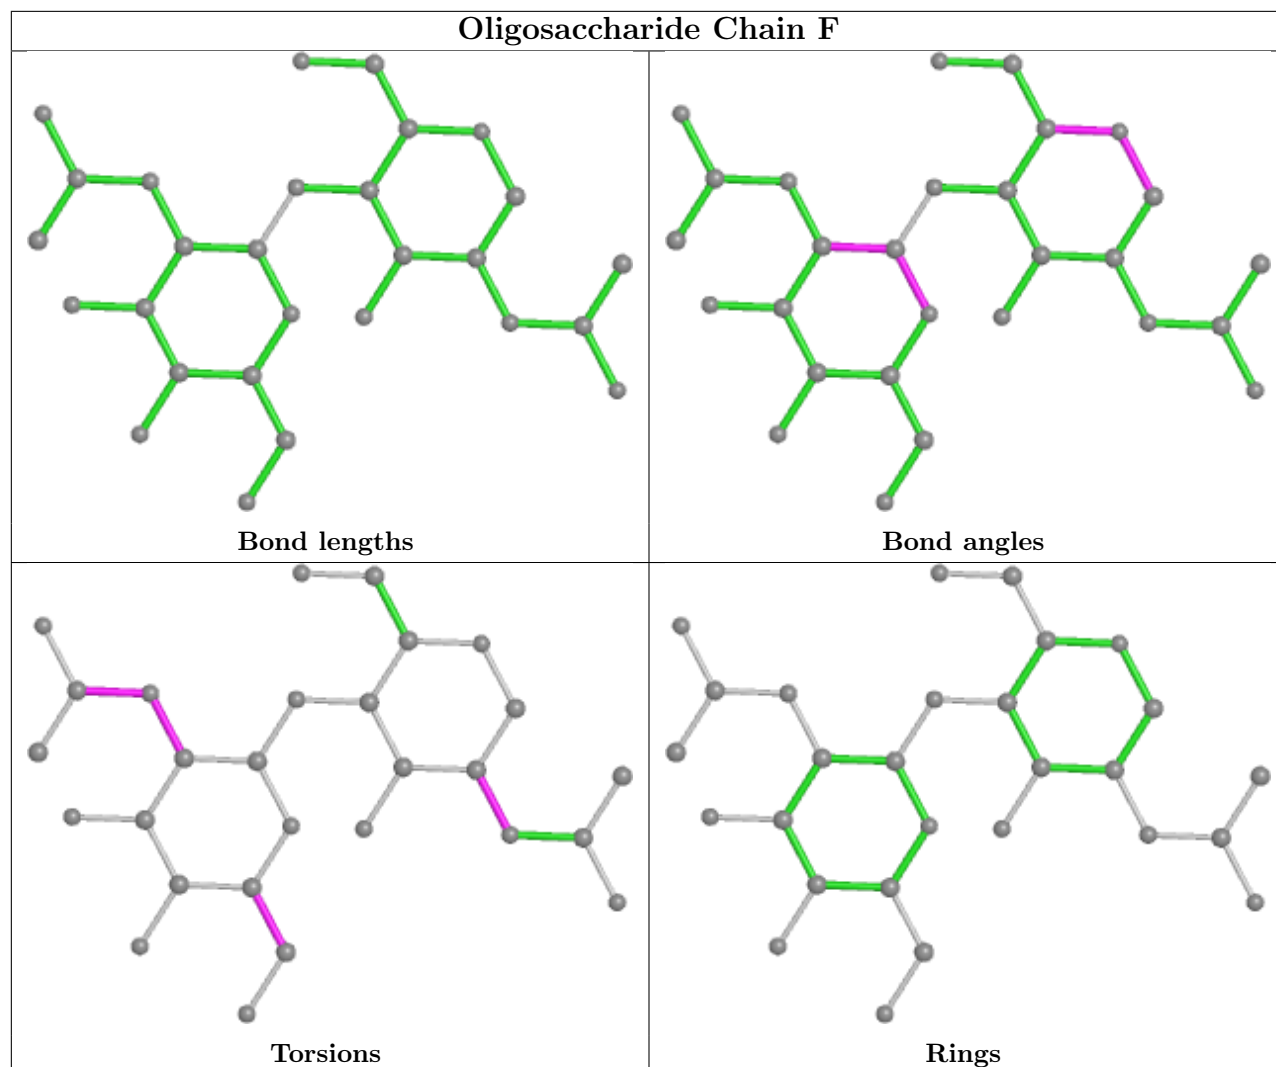 Oligosaccharide Chain F
Bond lengths
Bond angles
Torsions
Rings